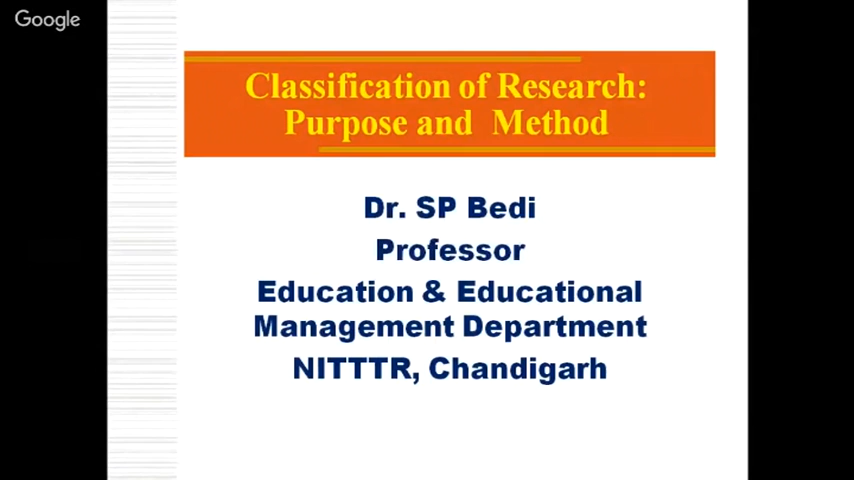 Google
Classification of Research:
Purpose and Method
Dr. SP Bedi
Professor
Education & Educational
Management Department
NITTTR, Chandigarh